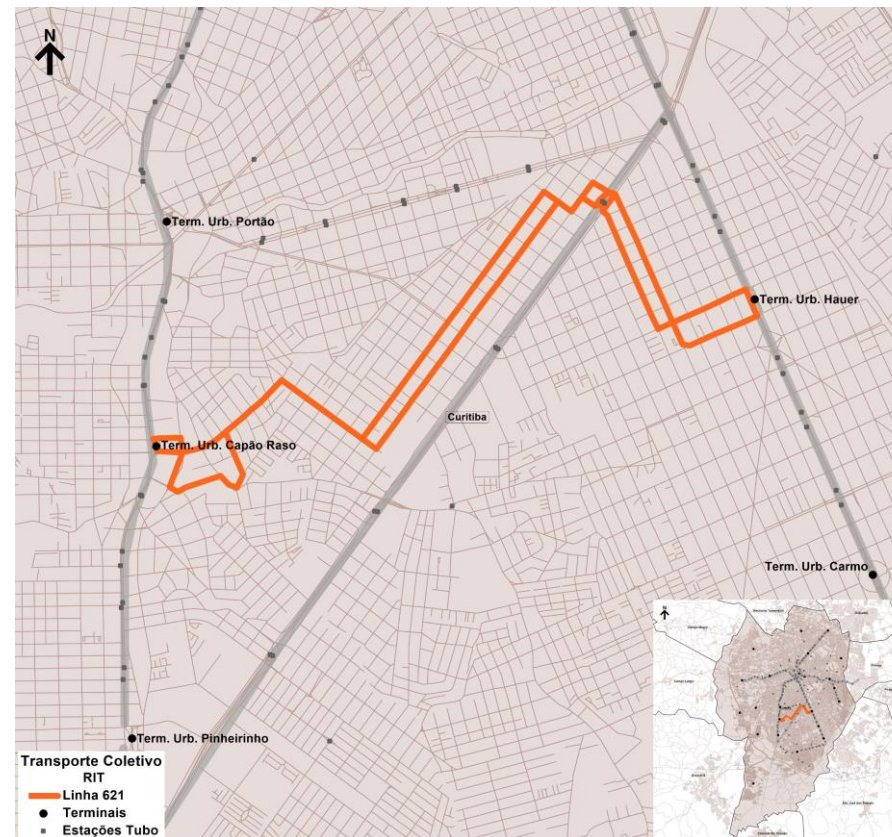 N
Term. Urb. Portão
Term. Urb. Hauer
Curitiba
Term. Urb. Capão Raso
Term. Urb. Carmo
Term. Urb. Pinheirinho
Transporte Coletivo
RIT
Linha 621
Terminais
Estações Tubo
N